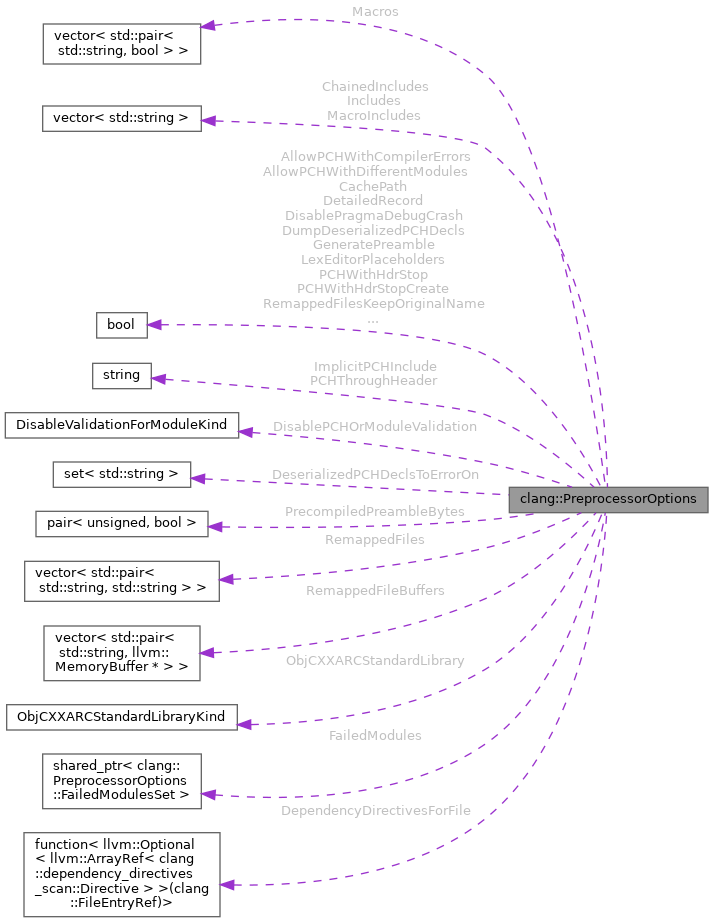 Macros
vector< std::pair<
std::string, bool > >
ChainedIncludes
Includes
MacroIncludes
vector< std::string >
AllowPCHWithCompilerErrors
AllowPCHWithDifferentModules
CachePath
DetailedRecord
DisablePragmaDebugCrash
DumpDeserializedPCHDecls
GeneratePreamble
LexEditorPlaceholders
PCHWithHdrStop
PCHWithHdrStopCreate
RemappedFilesKeepOriginalName
...
bool
ImplicitPCHInclude
PCHThroughHeader
string
DisableValidationForModuleKind
DisablePCHOrModuleValidation
set< std::string >
DeserializedPCHDeclsToErrorOn
clang::PreprocessorOptions
pair< unsigned, bool >
PrecompiledPreambleBytes
RemappedFiles
vector< std::pair<
std::string, std::string > >
RemappedFileBuffers
vector< std::pair<
std::string, llvm::
MemoryBuffer * > >
ObjCXXARCStandardLibrary
ObjCXXARCStandardLibraryKind
FailedModules
shared_ptr< clang::
PreprocessorOptions
::FailedModulesSet >
DependencyDirectivesForFile
function< llvm::Optional
< llvm::ArrayRef< clang
::dependency_directives
_scan::Directive > >(clang
::FileEntryRef)>